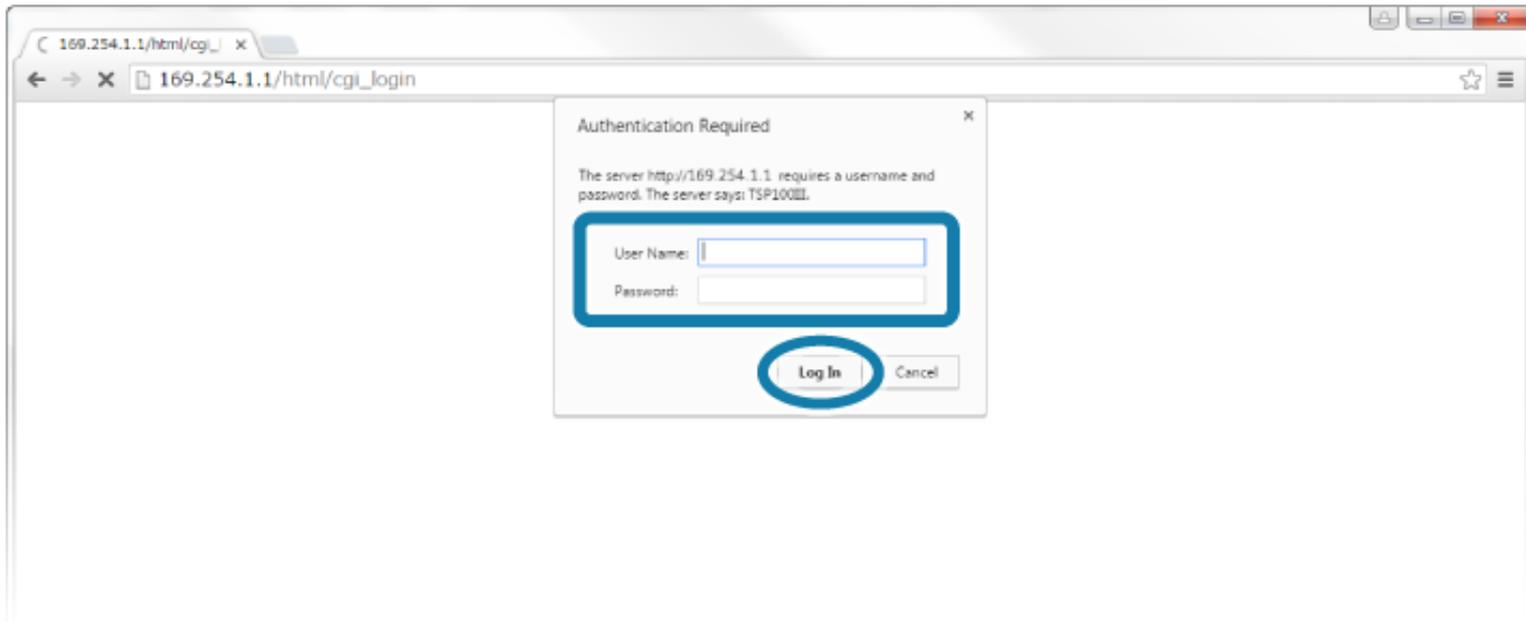 169.254.1.1/html/cgi_l
169.254.1.1/html/cgi_login
Authentication Required
The server http://169.254.1.1 requires a username and
password. The server says: TSP100III.
User Name:
Password:
Log In
Cancel